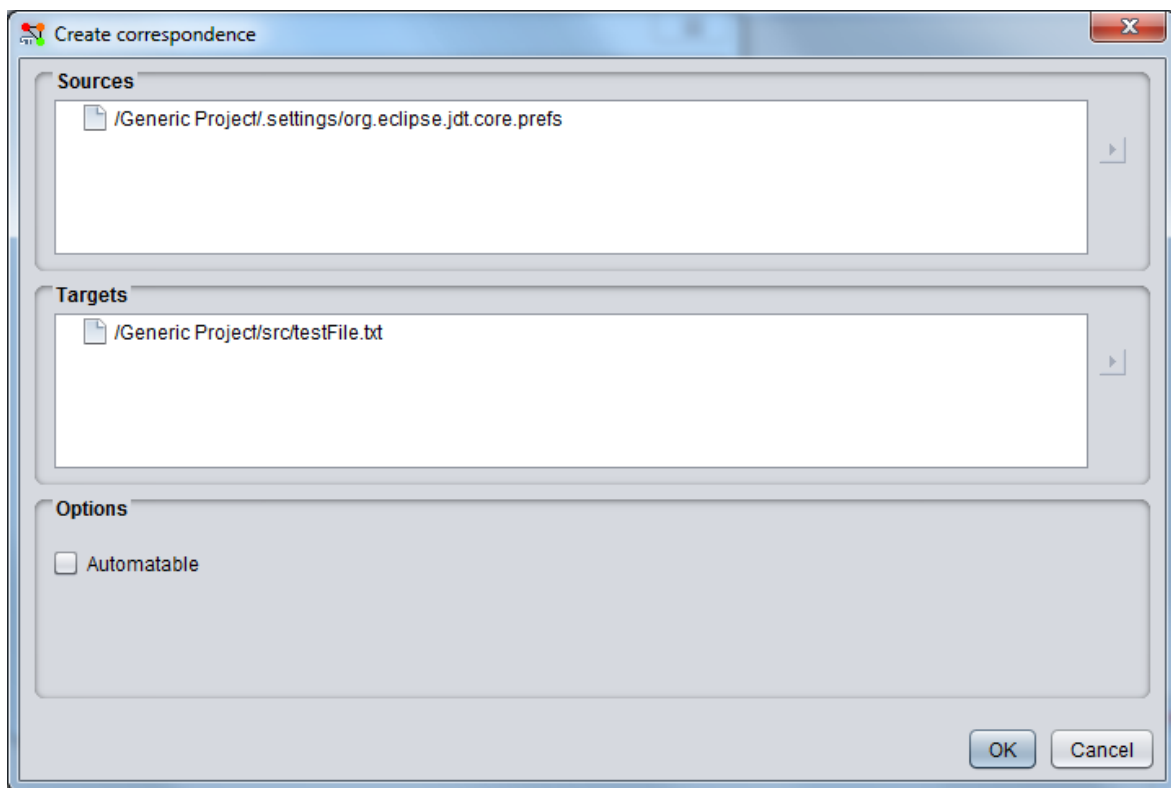 Create correspondence
Sources
/Generic Project/.settings/org.eclipse.jdt.core.prefs
Targets
/Generic Project/src/testFile.txt
Options
Automatable
OK Cancel